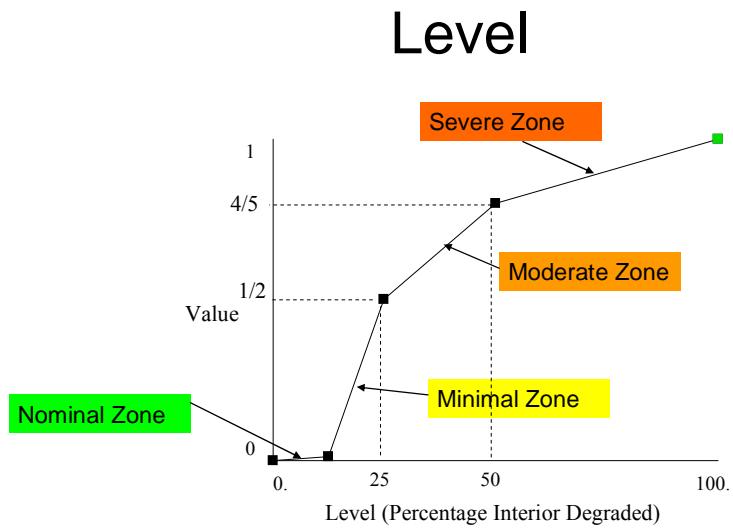 Level
Severe Zone
1
4/5
Moderate Zone
1/2
Value
Minimal Zone
Nominal Zone
0
0.
25
50
100.
Level (Percentage Interior Degraded)